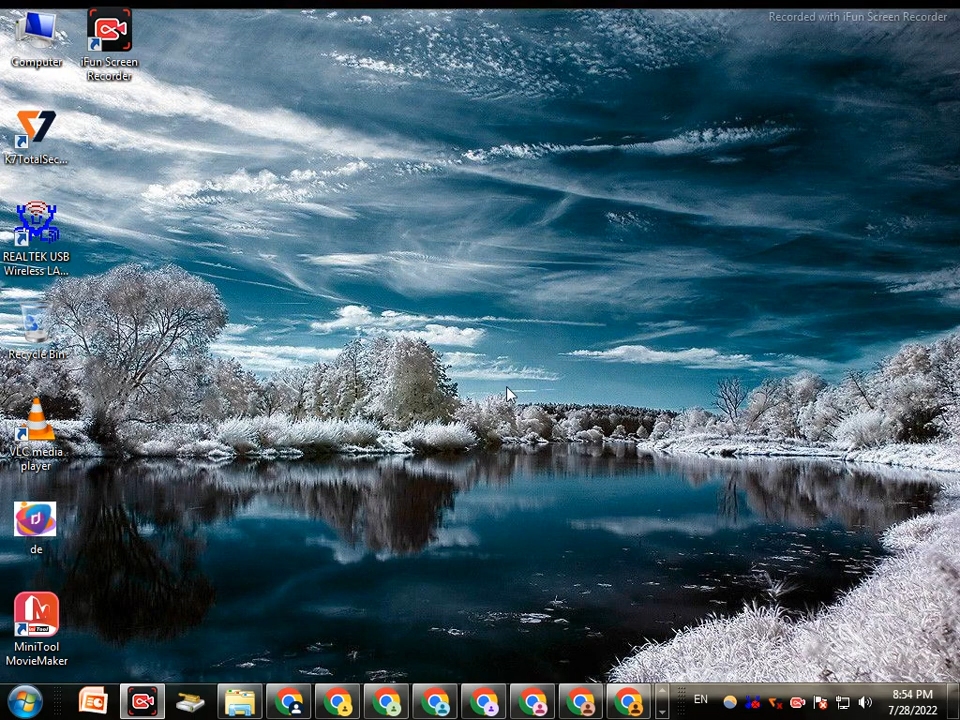 Recorded with iFun Screen Recorder
Computer
iFun Screen
Recorder
K7TotalSec...
REALTEK USB
Wireless LA...
Recycle Bin
VLC media
player
de
MiniTool
MovieMaker
EN
8:54 PM
7/28/2022